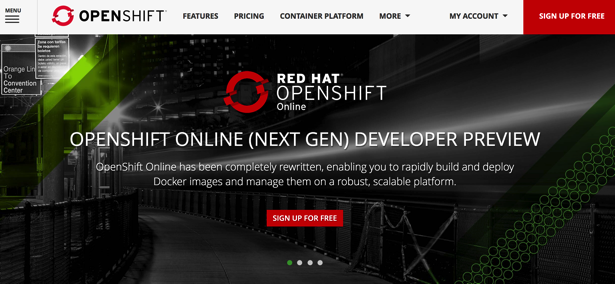 MENU
OPENSHIFT
FEATURES
PRICING
CONTAINER PLATFORM
MORE
MY ACCOUNT
SIGN UP FOR FREE
Orange Lin
To
Convention
Center
RED HAT
OPENSHIFT
Online
OPENSHIFT ONLINE (NEXT GEN) DEVELOPER PREVIEW
OpenShift Online has been completely rewritten, enabling you to rapidly build and deploy
Docker images and manage them on a robust, scalable platform.
SIGN UP FOR FREE